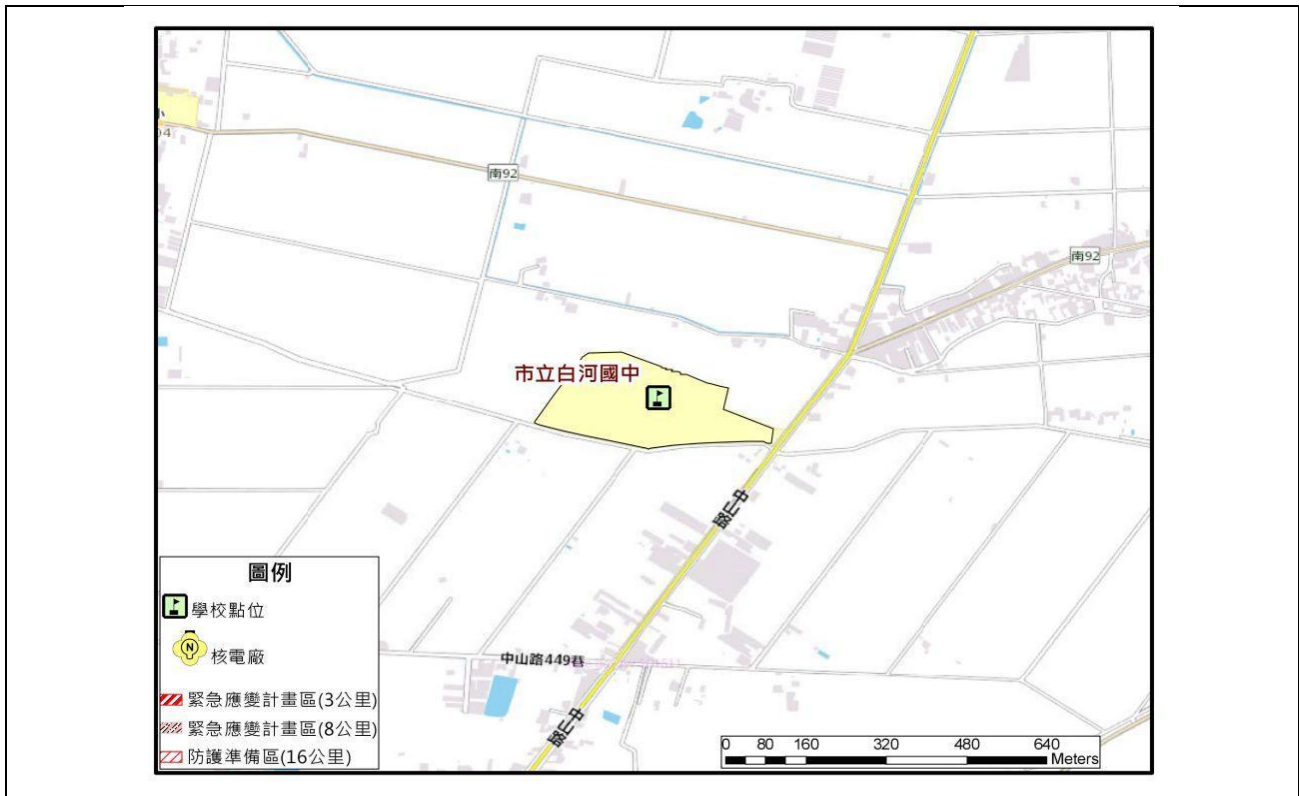 小
94
南92
南92
市立白河國中
中山路
中山路449巷
中山路
圖例
學校點位
N
核電廠
緊急應變計畫區(3公里)
緊急應變計畫區(8公里)
防護準備區(16公里)
0 80 160 320 480 640
Meters